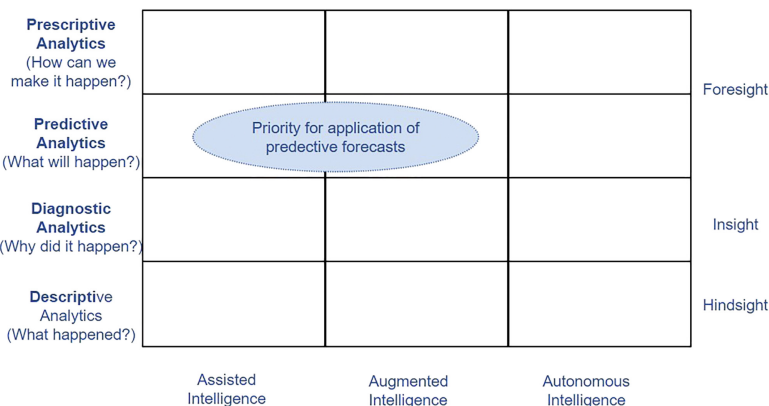 Prescriptive
Analytics
(How can we
make it happen?)
Foresight
Predictive
Analytics
(What will happen?)
Priority for application of
predective forecasts
Diagnostic
Analytics
(Why did it happen?)
Insight
Descriptive
Analytics
(What happened?)
Hindsight
Assisted
Intelligence
Augmented
Intelligence
Autonomous
Intelligence